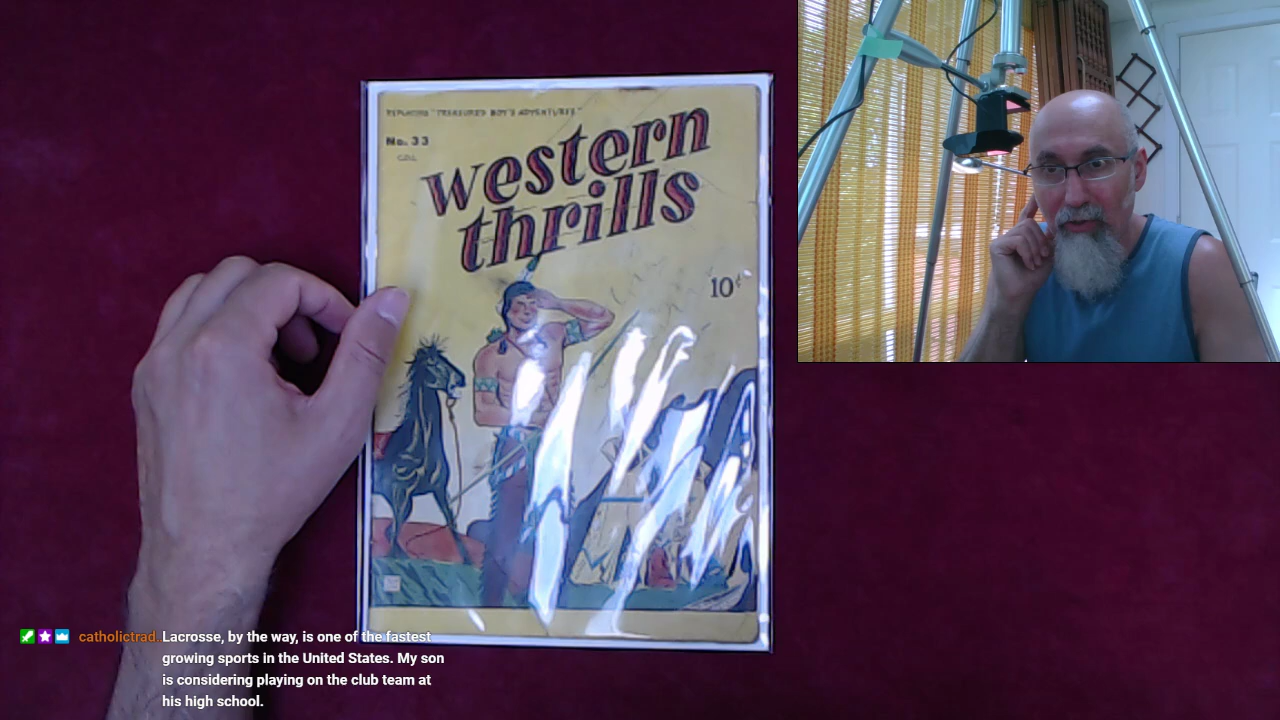 No. 33
western
thrills
10¢
catholictrad. Lacrosse, by the way, is one of the fastest
growing sports in the United States. My son
is considering playing on the club team at
his high school.